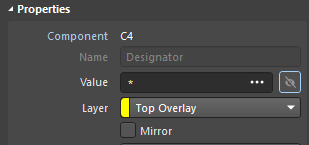 Properties
Component C4
Name Designator
Value * ...
Layer Top Overlay
Mirror